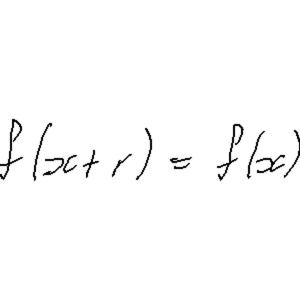 f(x+r) = f(x)